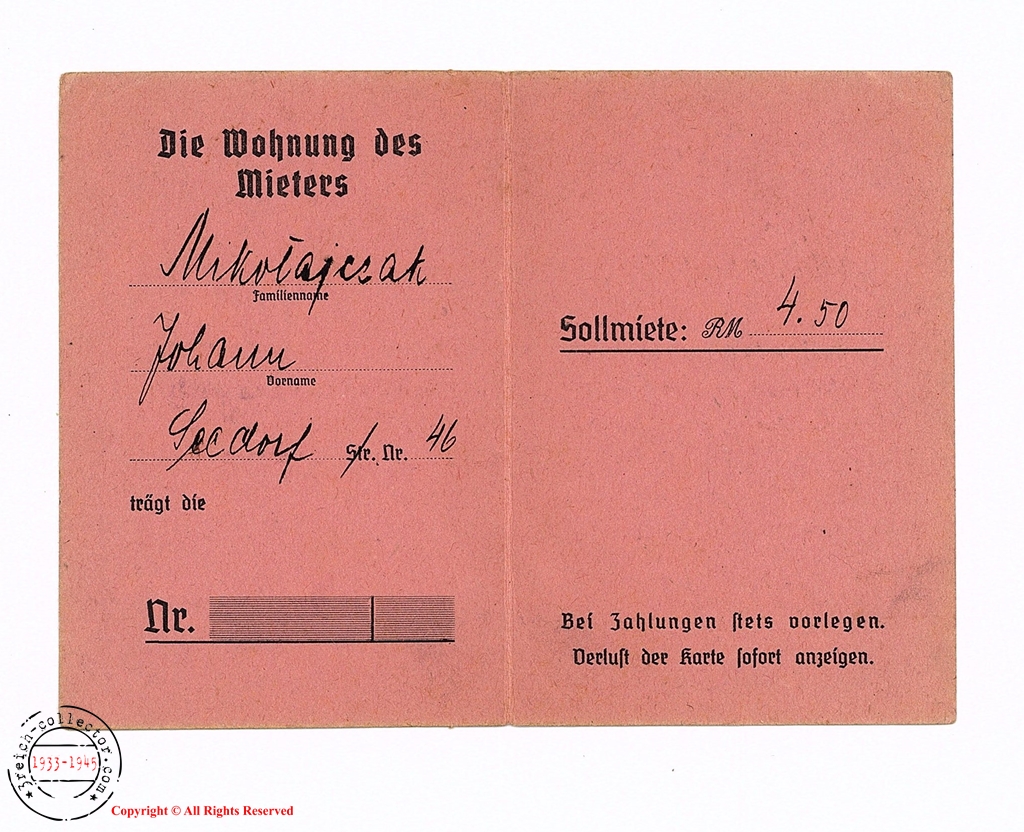 Die Wohnung des
Mieters
Mikołajczak
Familienname
Johann
Vorname
Seedorf Str. Nr. 46
trägt die
Nr.
Sollmiete: RM 4.50
Bei Zahlungen stets vorlegen.
Verlust der Karte sofort anzeigen.
3reich-collector.com
1933-1945
Copyright © All Rights Reserved